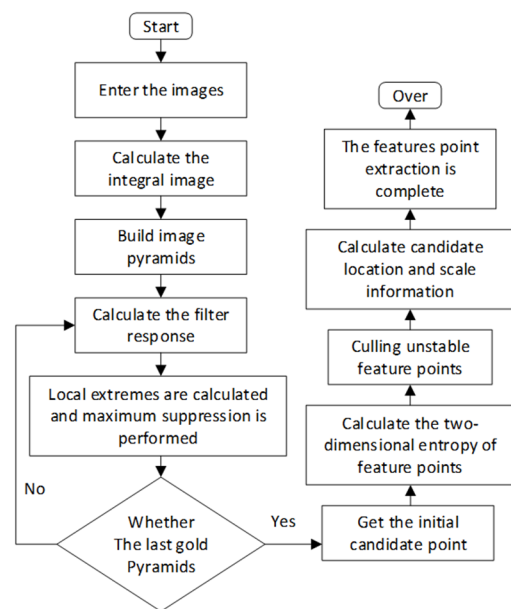 Start
Enter the images
Calculate the
integral image
Build image
pyramids
Calculate the filter
response
Local extremes are calculated
and maximum suppression is
performed
No
Whether
The last gold
Pyramids
Yes
Get the initial
candidate point
Calculate the two-
dimensional entropy of
feature points
Culling unstable
feature points
Calculate candidate
location and scale
information
The features point
extraction is
complete
Over